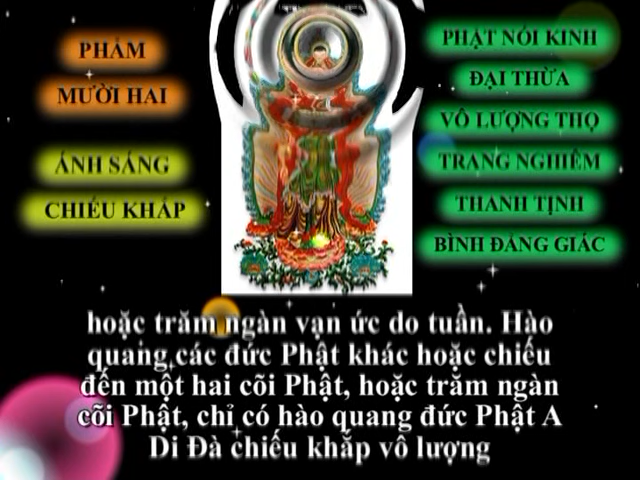 PHẨM
MƯỜI HAI
ÁNH SÁNG
CHIẾU KHẮP
PHẬT NÓI KINH
ĐẠI THỪA
VÔ LƯỢNG THỌ
TRANG NGHIÊM
THANH TỊNH
BÌNH ĐẲNG GIÁC
hoặc trăm ngàn vạn ức do tuần. Hào
quang các đức Phật khác hoặc chiếu
đến một hai cõi Phật, hoặc trăm ngàn
cõi Phật, chỉ có hào quang đức Phật A
Di Đà chiếu khắp vô lượng